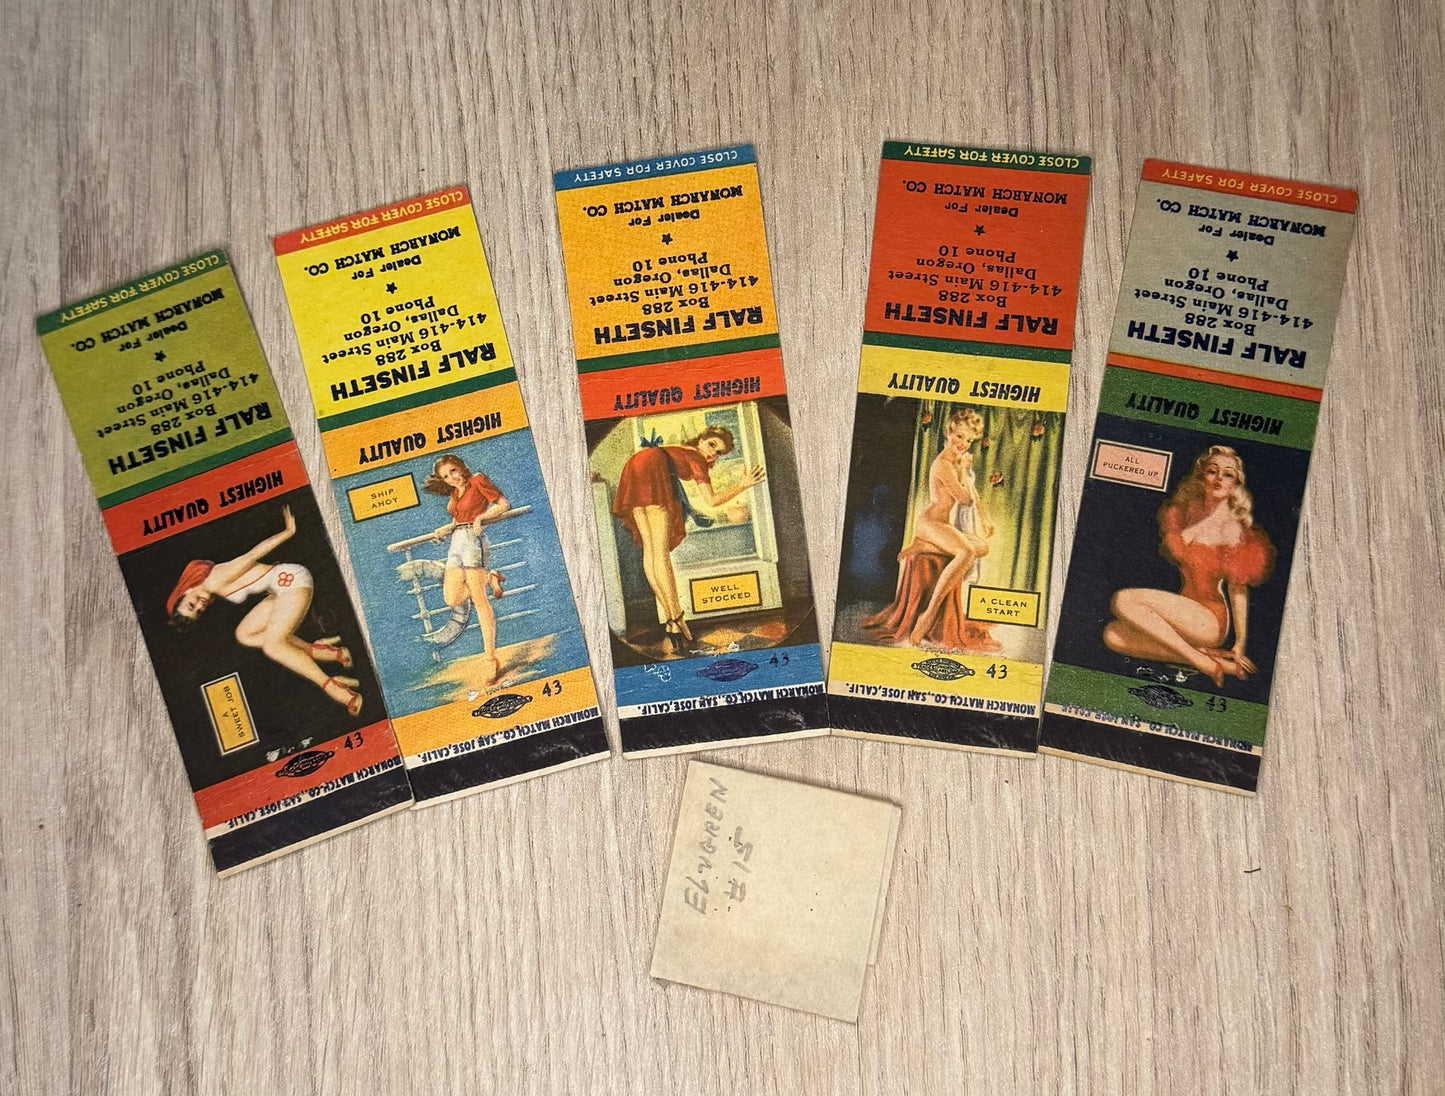 CLOSE COVER FOR SAFETY
MONARCH MATCH CO.
Dealer For
★
Phone 10
Dallas, Oregon
414-416 Main Street
Box 288
RALF FINSETH
HIGHEST QUALITY
A
SWEET
JOB
43
MONARCH MATCH CO., SAN JOSE, CALIF.
CLOSE COVER FOR SAFETY
MONARCH MATCH CO.
Dealer For
★
Phone 10
Dallas, Oregon
414-416 Main Street
Box 288
RALF FINSETH
HIGHEST QUALITY
SHIP
AHOY
43
MONARCH MATCH CO., SAN JOSE, CALIF.
CLOSE COVER FOR SAFETY
MONARCH MATCH CO.
Dealer For
★
Phone 10
Dallas, Oregon
414-416 Main Street
Box 288
RALF FINSETH
HIGHEST QUALITY
WELL
STOCKED
43
MONARCH MATCH CO., SAN JOSE, CALIF.
CLOSE COVER FOR SAFETY
MONARCH MATCH CO.
Dealer For
★
Phone 10
Dallas, Oregon
414-416 Main Street
Box 288
RALF FINSETH
HIGHEST QUALITY
A CLEAN
START
43
MONARCH MATCH CO., SAN JOSE, CALIF.
CLOSE COVER FOR SAFETY
MONARCH MATCH CO.
Dealer For
★
Phone 10
Dallas, Oregon
414-416 Main Street
Box 288
RALF FINSETH
HIGHEST QUALITY
ALL
PUCKERED UP
43
MONARCH MATCH CO., SAN JOSE, CALIF.
ELVGREN
#15